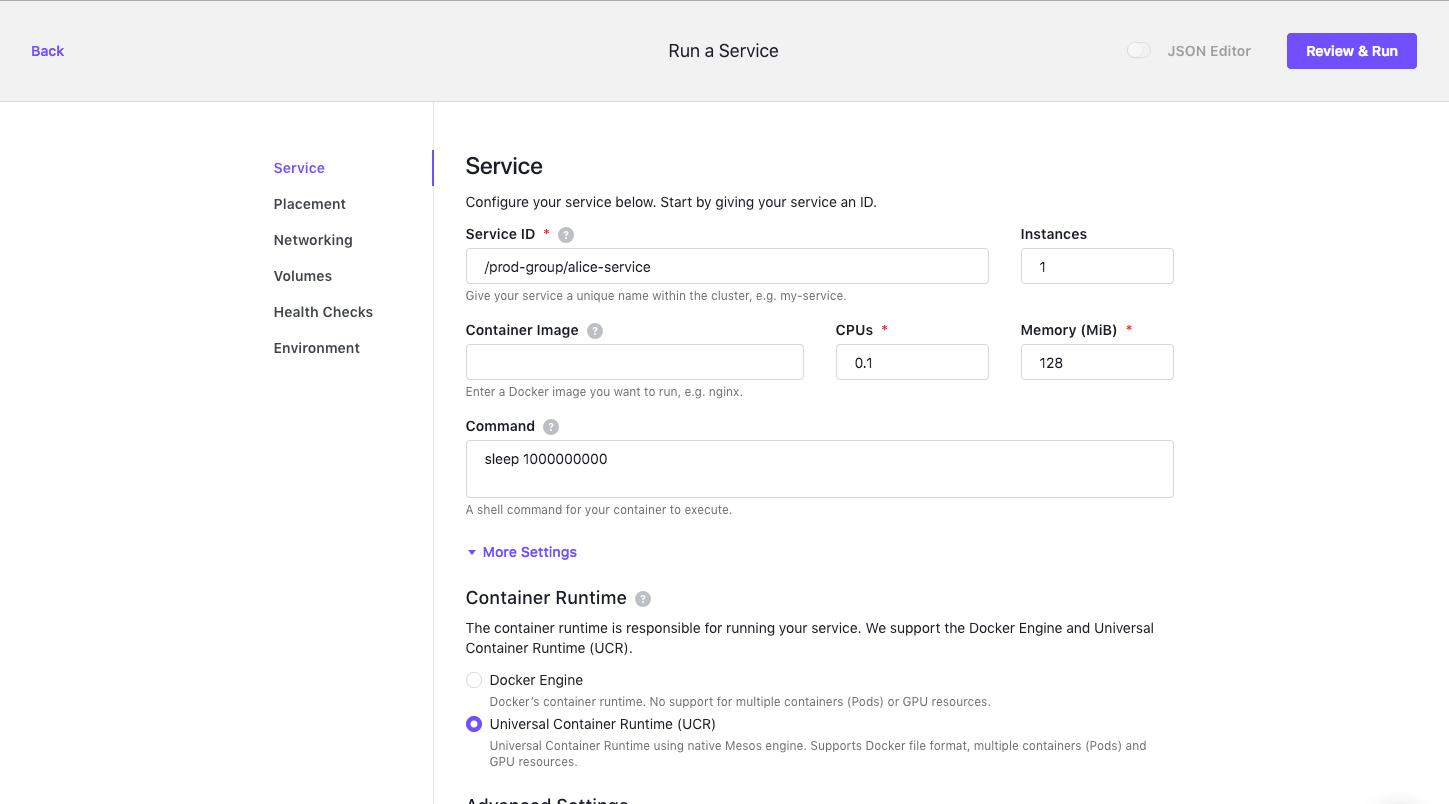 Back
Run a Service
JSON Editor
Review & Run
Service
Placement
Networking
Volumes
Health Checks
Environment
Service
Configure your service below. Start by giving your service an ID.
Service ID * ?
Instances
/prod-group/alice-service
1
Give your service a unique name within the cluster, e.g. my-service.
Container Image ?
CPUs *
Memory (MiB) *
0.1
128
Enter a Docker image you want to run, e.g. nginx.
Command ?
sleep 1000000000
A shell command for your container to execute.
More Settings
Container Runtime ?
The container runtime is responsible for running your service. We support the Docker Engine and Universal
Container Runtime (UCR).
Docker Engine
Docker's container runtime. No support for multiple containers (Pods) or GPU resources.
Universal Container Runtime (UCR)
Universal Container Runtime using native Mesos engine. Supports Docker file format, multiple containers (Pods) and
GPU resources.
Advanced Settings